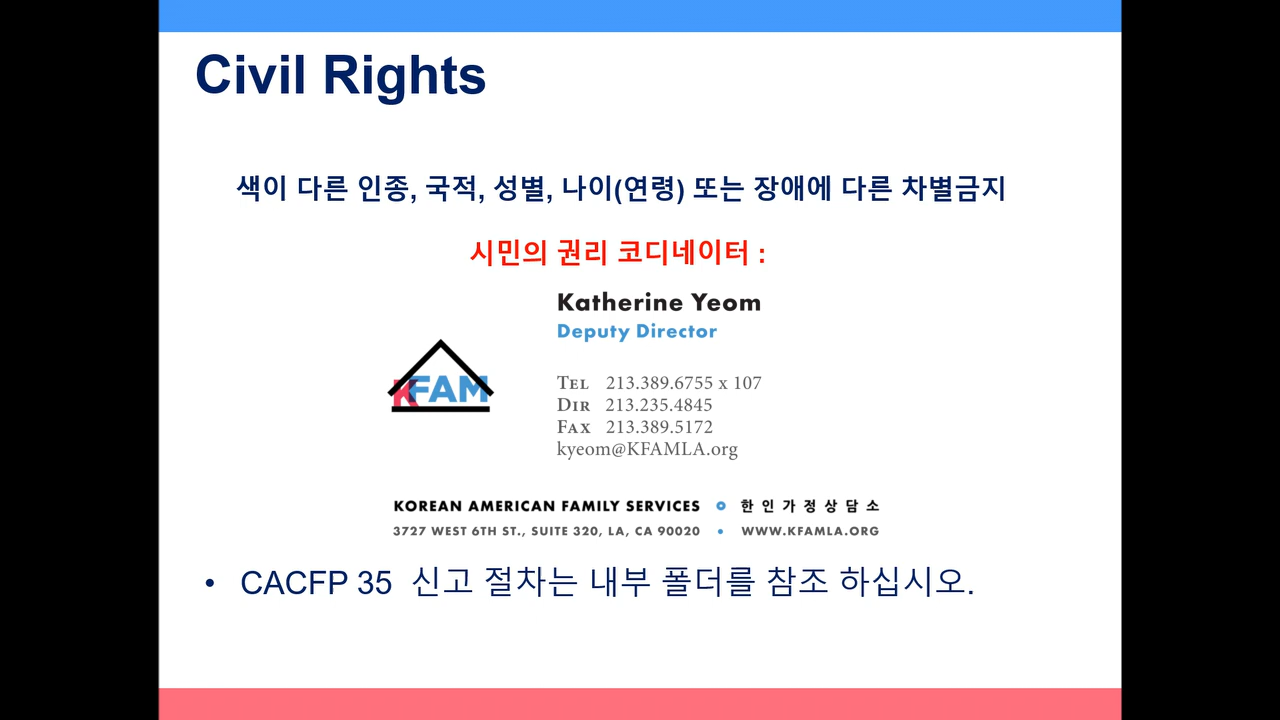 Civil Rights
색이 다른 인종, 국적, 성별, 나이(연령) 또는 장애에 다른 차별금지
시민의 권리 코디네이터 :
Katherine Yeom
Deputy Director
KFAM
TEL 213.389.6755 x 107
DIR 213.235.4845
FAX 213.389.5172
kyeom@KFAMLA.org
KOREAN AMERICAN FAMILY SERVICES • 한인가정상담소
3727 WEST 6TH ST., SUITE 320, LA, CA 90020 • WWW.KFAMLA.ORG
• CACFP 35 신고 절차는 내부 폴더를 참조 하십시오.